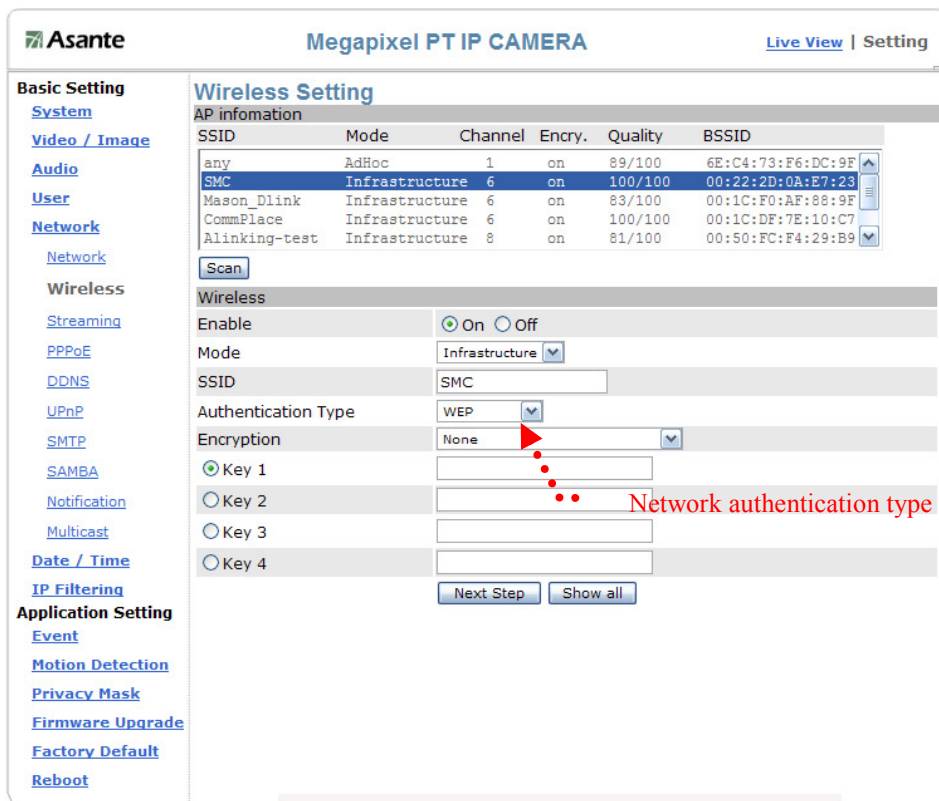 Asante
Megapixel PT IP CAMERA
Live View | Setting
Basic Setting
System
Video / Image
Audio
User
Network
Network
Wireless
Streaming
PPPoE
DDNS
UPnP
SMTP
SAMBA
Notification
Multicast
Date / Time
IP Filtering
Application Setting
Event
Motion Detection
Privacy Mask
Firmware Upgrade
Factory Default
Reboot
Wireless Setting
AP infomation
SSID Mode Channel Encry. Quality BSSID
any AdHoc 1 on 89/100 6E:C4:73:F6:DC:9F
SMC Infrastructure 6 on 100/100 00:22:2D:0A:E7:23
Mason_Dlink Infrastructure 6 on 83/100 00:1C:F0:AF:88:9F
CommPlace Infrastructure 6 on 100/100 00:1C:DF:7E:10:C7
Alinking-test Infrastructure 8 on 81/100 00:50:FC:F4:29:B9
Scan
Wireless
Enable On Off
Mode Infrastructure
SSID SMC
Authentication Type WEP
Encryption None
Key 1
Key 2
Network authentication type
Key 3
Key 4
Next Step Show all